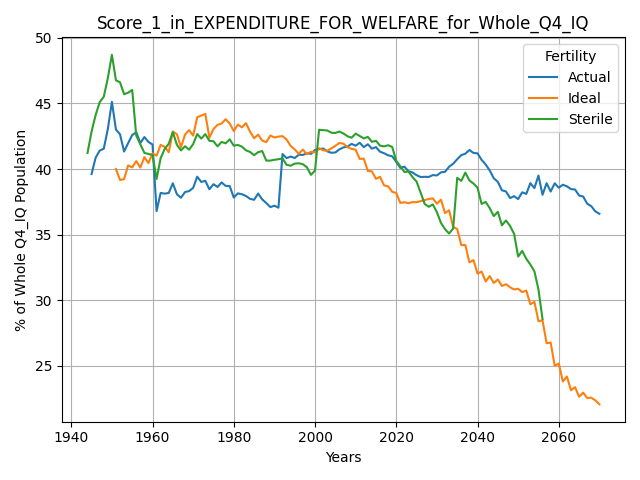 Score_1_in_EXPENDITURE_FOR_WELFARE_for_Whole_Q4_IQ
Fertility
Actual
Ideal
Sterile
% of Whole Q4_IQ Population
50
45
40
35
30
25
1940
1960
1980
2000
2020
2040
2060
Years